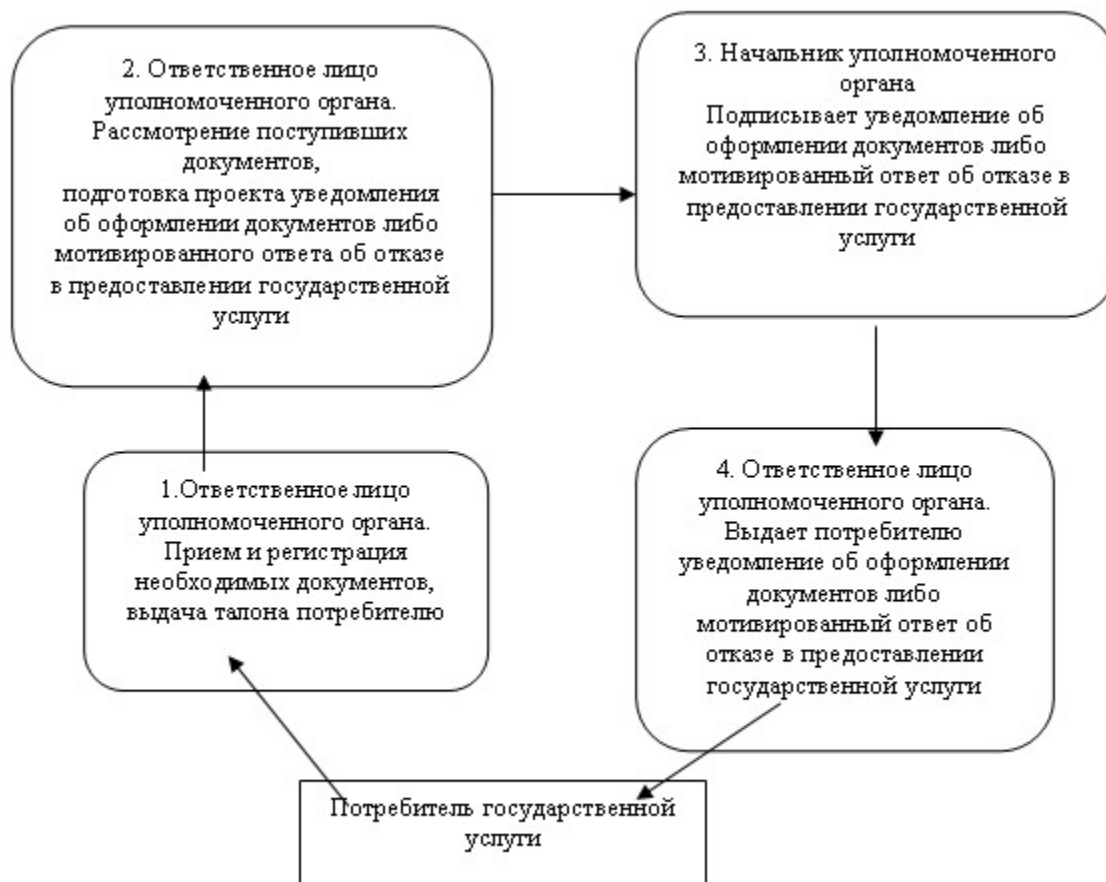 2. Ответственное лицо
уполномоченного органа.
Рассмотрение поступивших
документов,
подготовка проекта уведомления
об оформлении документов либо
мотивированного ответа об отказе
в предоставлении государственной
услуги
3. Начальник уполномоченного
органа
Подписывает уведомление об
оформлении документов либо
мотивированный ответ об отказе в
предоставлении государственной
услуги
1.Ответственное лицо
уполномоченного органа.
Прием и регистрация
необходимых документов,
выдача талона потребителю
4. Ответственное лицо
уполномоченного органа.
Выдает потребителю
уведомление об оформлении
документов либо
мотивированный ответ об
отказе в предоставлении
государственной услуги
Потребитель государственной
услуги